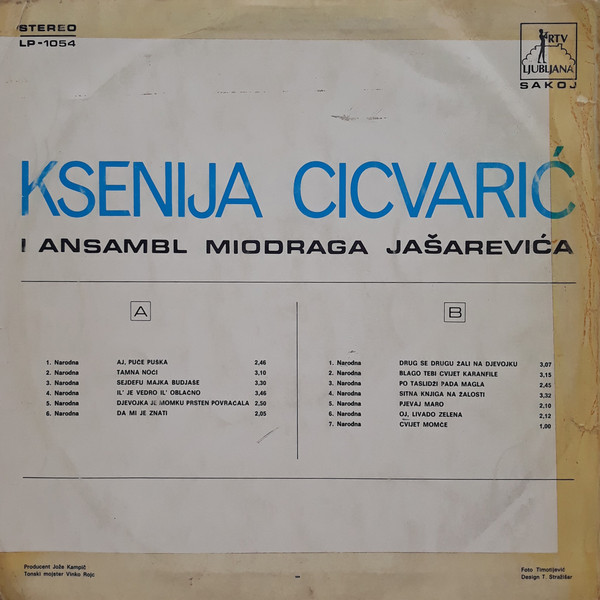 STEREO
LP-1054
RTV
LJUBLJANA
SAKOJ
KSENIJA CICVARIĆ
I ANSAMBL MIODRAGA JAŠAREVIĆA
A
1. Narodna AJ, PUČE PUSKA 2,46
2. Narodna TAMNA NOĆI 3,10
3. Narodna SEJDEFU MAJKA BUDJAŠE 3,30
4. Narodna IL' JE VEDRO IL' OBLAČNO 3,46
5. Narodna DJEVOJKA JE MOMKU PRSTEN POVRAĆALA 2,50
6. Narodna DA MI JE ZNATI 2,05
B
1. Narodna DRUG SE DRUGU ŽALI NA DJEVOJKU 3,07
2. Narodna BLAGO TEBI CVIJET KARANFILE 3,15
3. Narodna PO TASLIDŽI PADA MAGLA 2,45
4. Narodna SITNA KNJIGA NA ŽALOSTI 3,32
5. Narodna PJEVAJ MARO 2,10
6. Narodna OJ, LIVADO ZELENA 2,12
7. Narodna CVIJET MOMČE 1,00
Producent Jože Kampič
Tonski mojster Vinko Rojc
Foto Timotijević
Design T. Stražišar